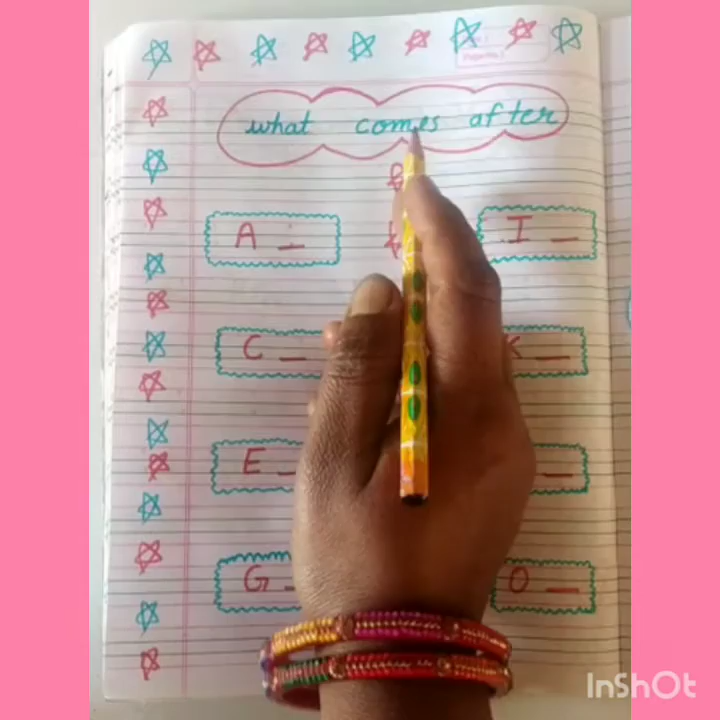 what comes after
A _ I _
C _ K _
E _ _
G _ O _
InShOt